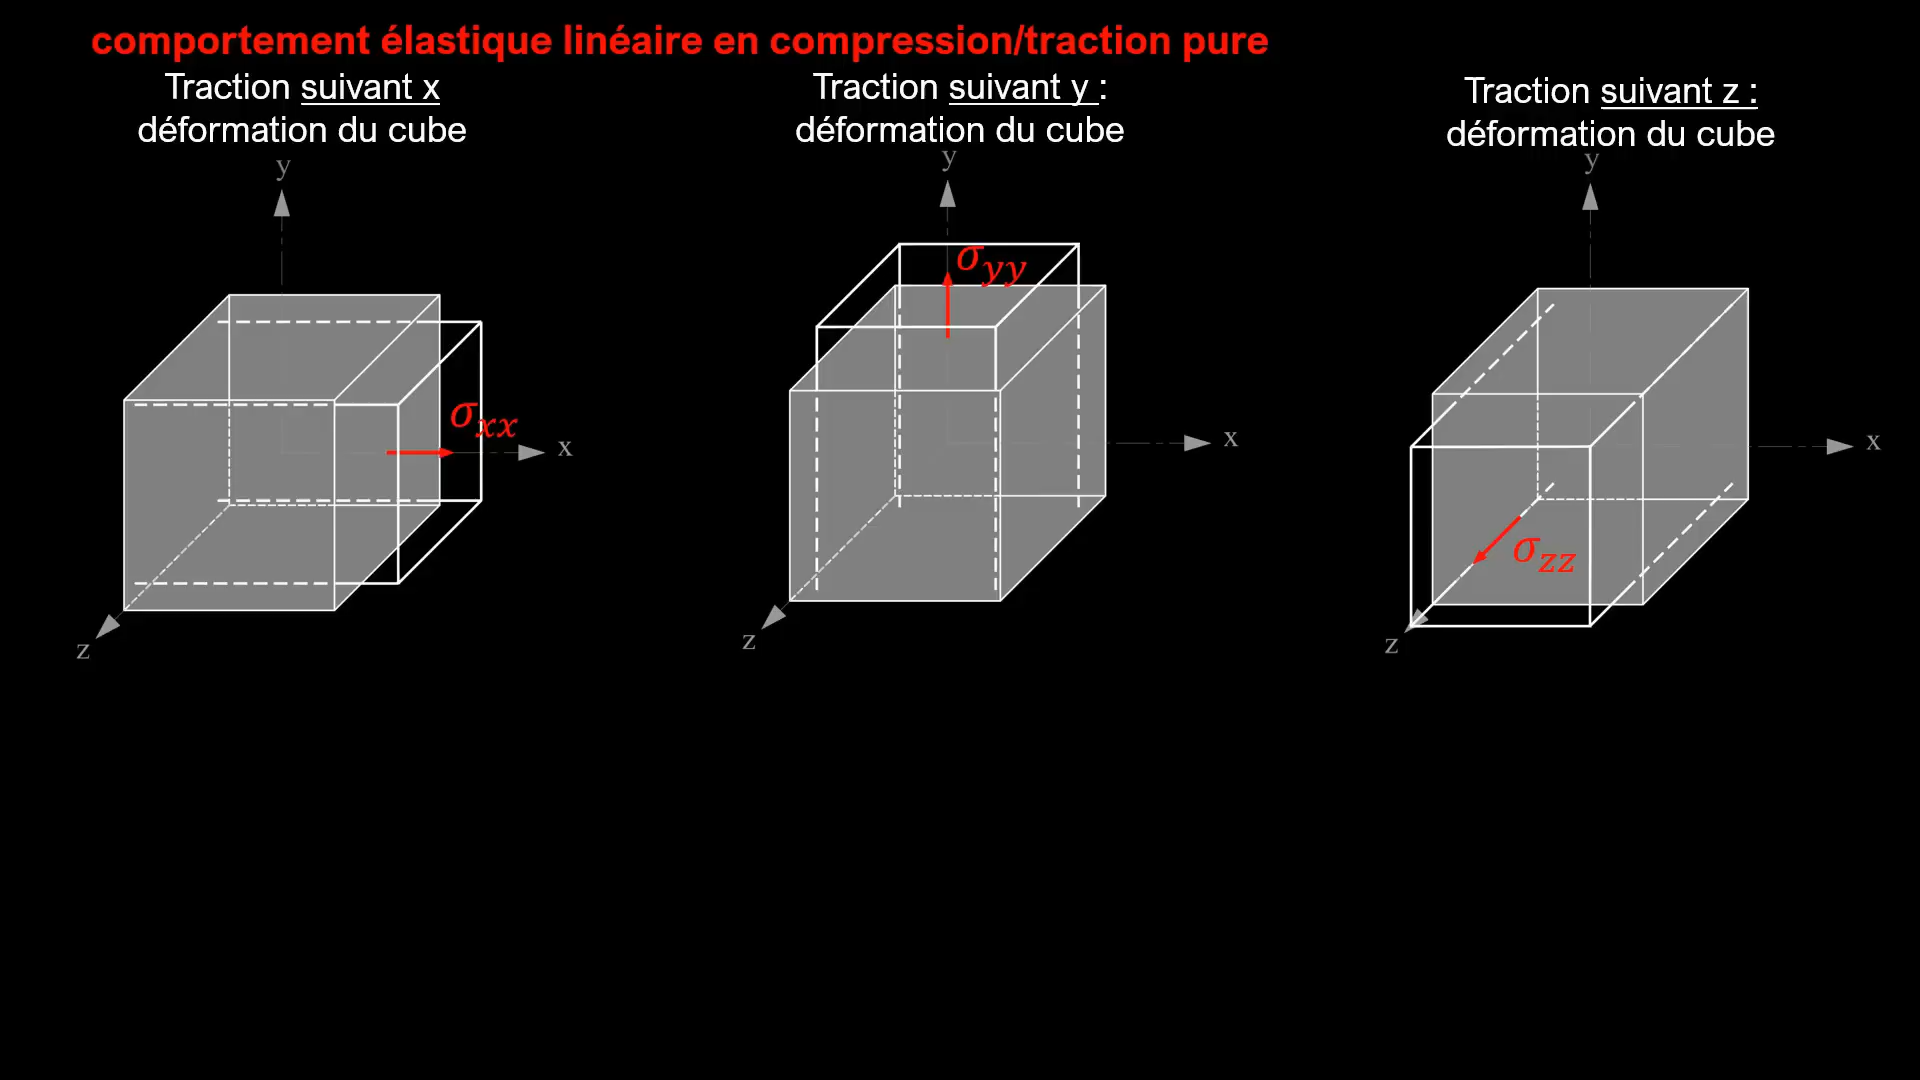 comportement élastique linéaire en compression/traction pure
Traction suivant x
déformation du cube
y
σxx
x
z
Traction suivant y :
déformation du cube
y
σyy
x
z
Traction suivant z :
déformation du cube
y
x
σzz
z